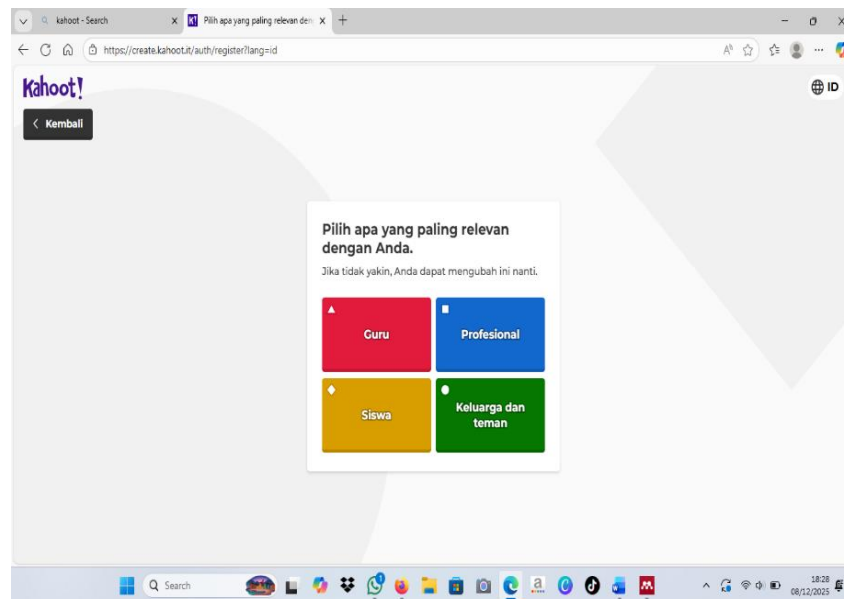 kahoot - Search
Pilih apa yang paling relevan den
https://create.kahoot.it/auth/register?lang=id
Kahoot!
ID
Kembali
Pilih apa yang paling relevan
dengan Anda.
Jika tidak yakin, Anda dapat mengubah ini nanti.
Guru
Profesional
Siswa
Keluarga dan
teman
Search
18:28
08/12/2025